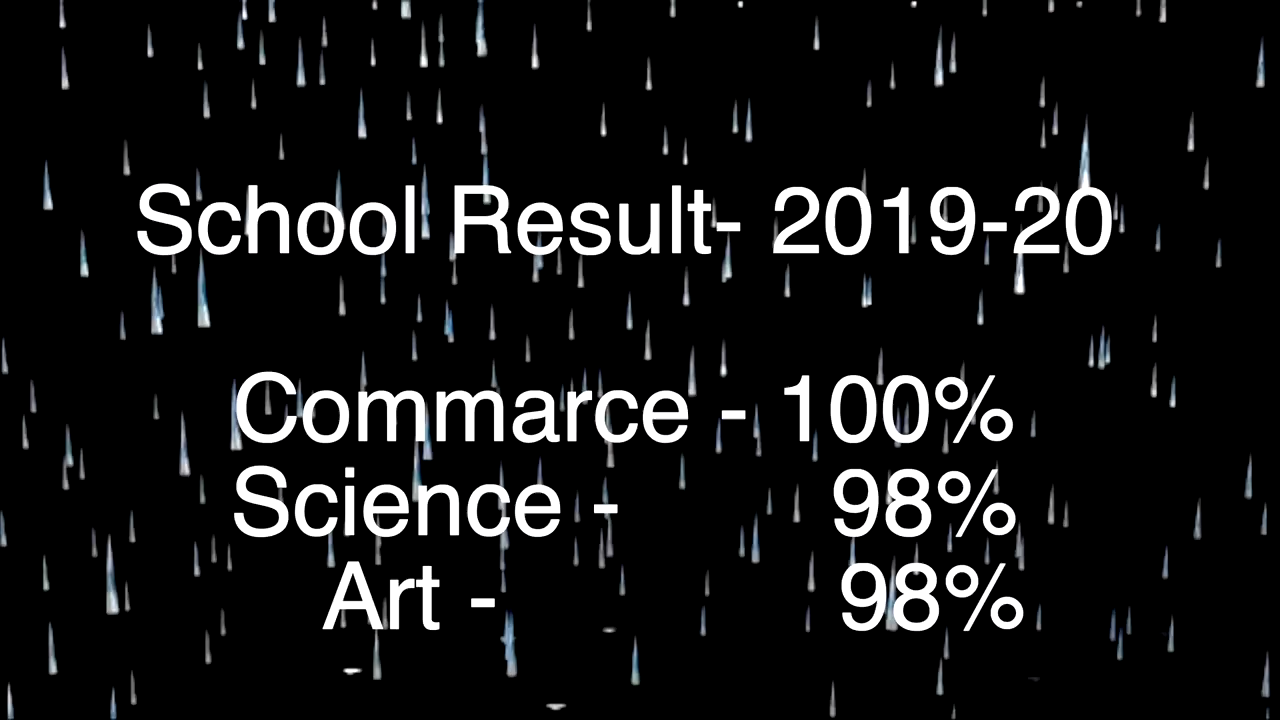 School Result- 2019-20
Commarce - 100%
Science - 98%
Art - 98%